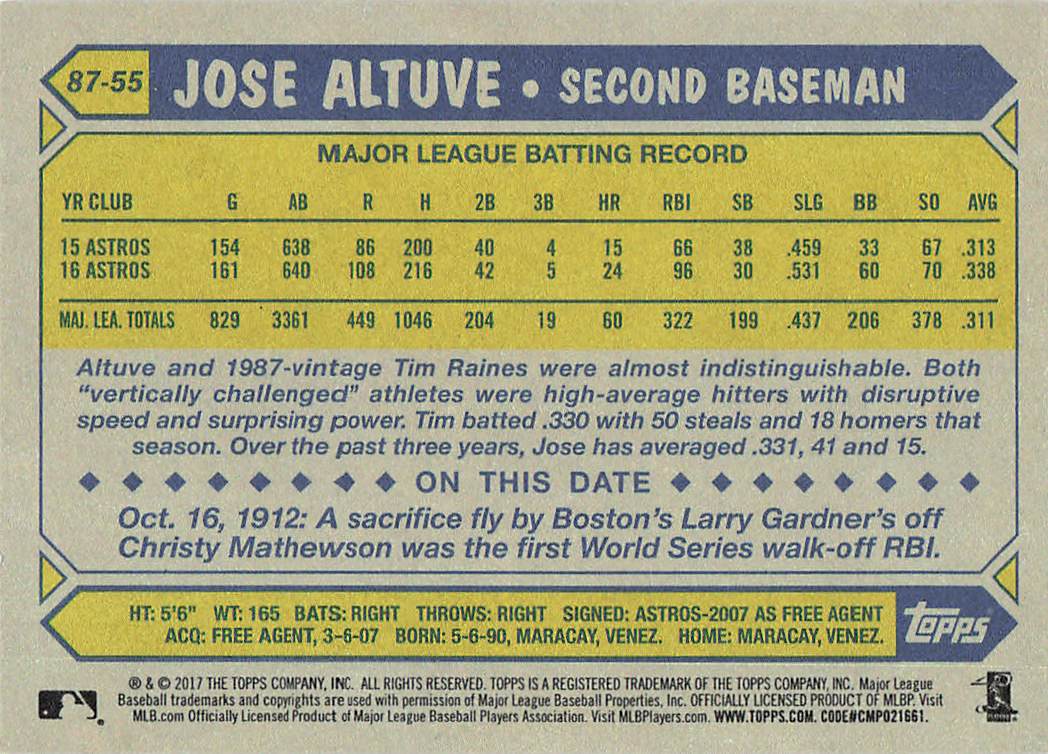 87-55 JOSE ALTUVE • SECOND BASEMAN
MAJOR LEAGUE BATTING RECORD
YR CLUB G AB R H 2B 3B HR RBI SB SLG BB SO AVG
15 ASTROS 154 638 86 200 40 4 15 66 38 .459 33 67 .313
16 ASTROS 161 640 108 216 42 5 24 96 30 .531 60 70 .338
MAJ. LEA. TOTALS 829 3361 449 1046 204 19 60 322 199 .437 206 378 .311
Altuve and 1987-vintage Tim Raines were almost indistinguishable. Both
"vertically challenged" athletes were high-average hitters with disruptive
speed and surprising power. Tim batted .330 with 50 steals and 18 homers that
season. Over the past three years, Jose has averaged .331, 41 and 15.
◆ ◆ ◆ ◆ ◆ ◆ ◆ ◆ ON THIS DATE ◆ ◆ ◆ ◆ ◆ ◆ ◆ ◆
Oct. 16, 1912: A sacrifice fly by Boston's Larry Gardner's off
Christy Mathewson was the first World Series walk-off RBI.
HT: 5'6" WT: 165 BATS: RIGHT THROWS: RIGHT SIGNED: ASTROS-2007 AS FREE AGENT
ACQ: FREE AGENT, 3-6-07 BORN: 5-6-90, MARACAY, VENEZ. HOME: MARACAY, VENEZ.
Topps
® & © 2017 THE TOPPS COMPANY, INC. ALL RIGHTS RESERVED. TOPPS IS A REGISTERED TRADEMARK OF THE TOPPS COMPANY, INC. Major League
Baseball trademarks and copyrights are used with permission of Major League Baseball Properties, Inc. OFFICIALLY LICENSED PRODUCT OF MLBP. Visit
MLB.com Officially Licensed Product of Major League Baseball Players Association. Visit MLBPlayers.com. WWW.TOPPS.COM. CODE#CMP021661.